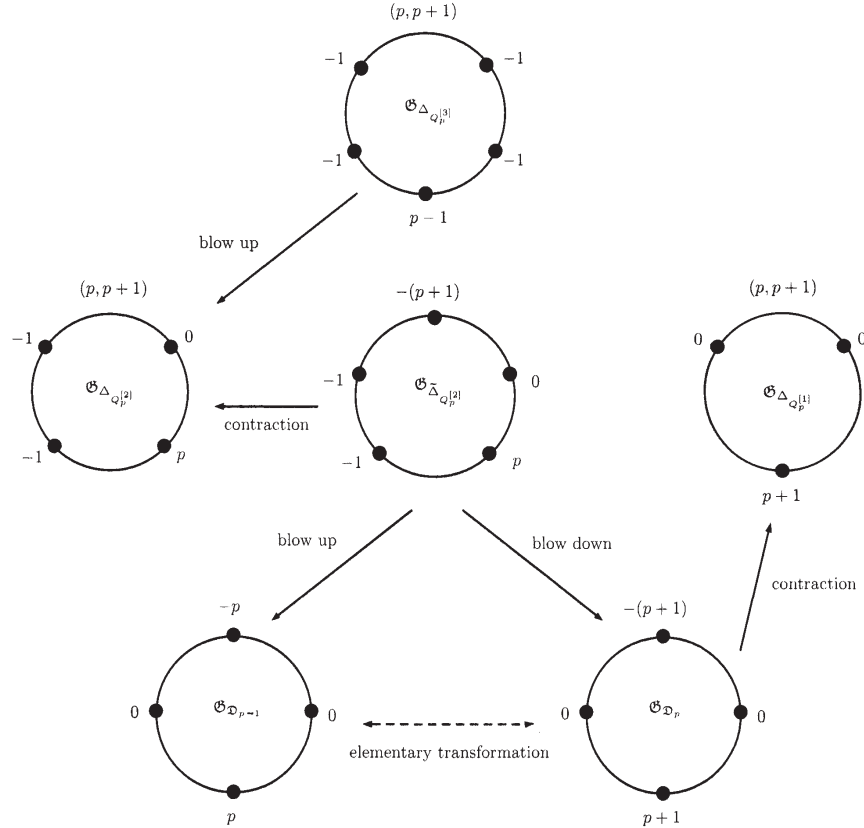 (p, p+1)
−1 −1
𝔊_{Δ_{Q_p^{[3]}}}
−1 −1
p − 1
blow up
(p, p+1)
−1 0
𝔊_{Δ_{Q_p^{[2]}}}
−1 p
contraction
−(p+1)
−1 0
𝔊_{Δ̃_{Q_p^{[2]}}}
−1 p
(p, p+1)
0 0
𝔊_{Δ_{Q_p^{[1]}}}
p + 1
blow up
blow down
contraction
−p
0 0
𝔊_{𝔇_{p−1}}
p
elementary transformation
−(p+1)
0 0
𝔊_{𝔇_p}
p + 1